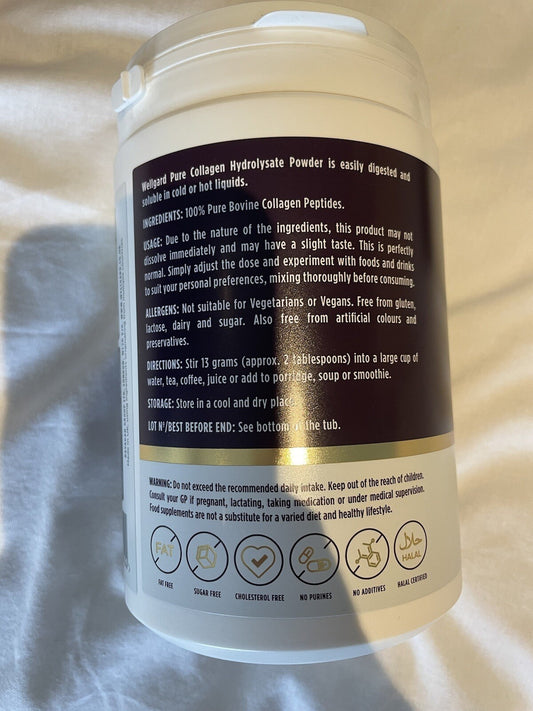 Wellgard Pure Collagen Hydrolysate Powder is easily digested and
soluble in cold or hot liquids.
INGREDIENTS: 100% Pure Bovine Collagen Peptides.
USAGE: Due to the nature of the ingredients, this product may not
dissolve immediately and may have a slight taste. This is perfectly
normal. Simply adjust the dose and experiment with foods and drinks
to suit your personal preferences, mixing thoroughly before consuming.
ALLERGENS: Not suitable for Vegetarians or Vegans. Free from gluten,
lactose, dairy and sugar. Also free from artificial colours and
preservatives.
DIRECTIONS: Stir 13 grams (approx. 2 tablespoons) into a large cup of
water, tea, coffee, juice or add to porridge, soup or smoothie.
STORAGE: Store in a cool and dry place.
LOT Nº/BEST BEFORE END: See bottom of the tub.
WARNING: Do not exceed the recommended daily intake. Keep out of the reach of children.
Consult your GP if pregnant, lactating, taking medication or under medical supervision.
Food supplements are not a substitute for a varied diet and healthy lifestyle.
FAT
حلال
HALAL
FAT FREE
SUGAR FREE
CHOLESTEROL FREE
NO PURINES
NO ADDITIVES
HALAL CERTIFIED